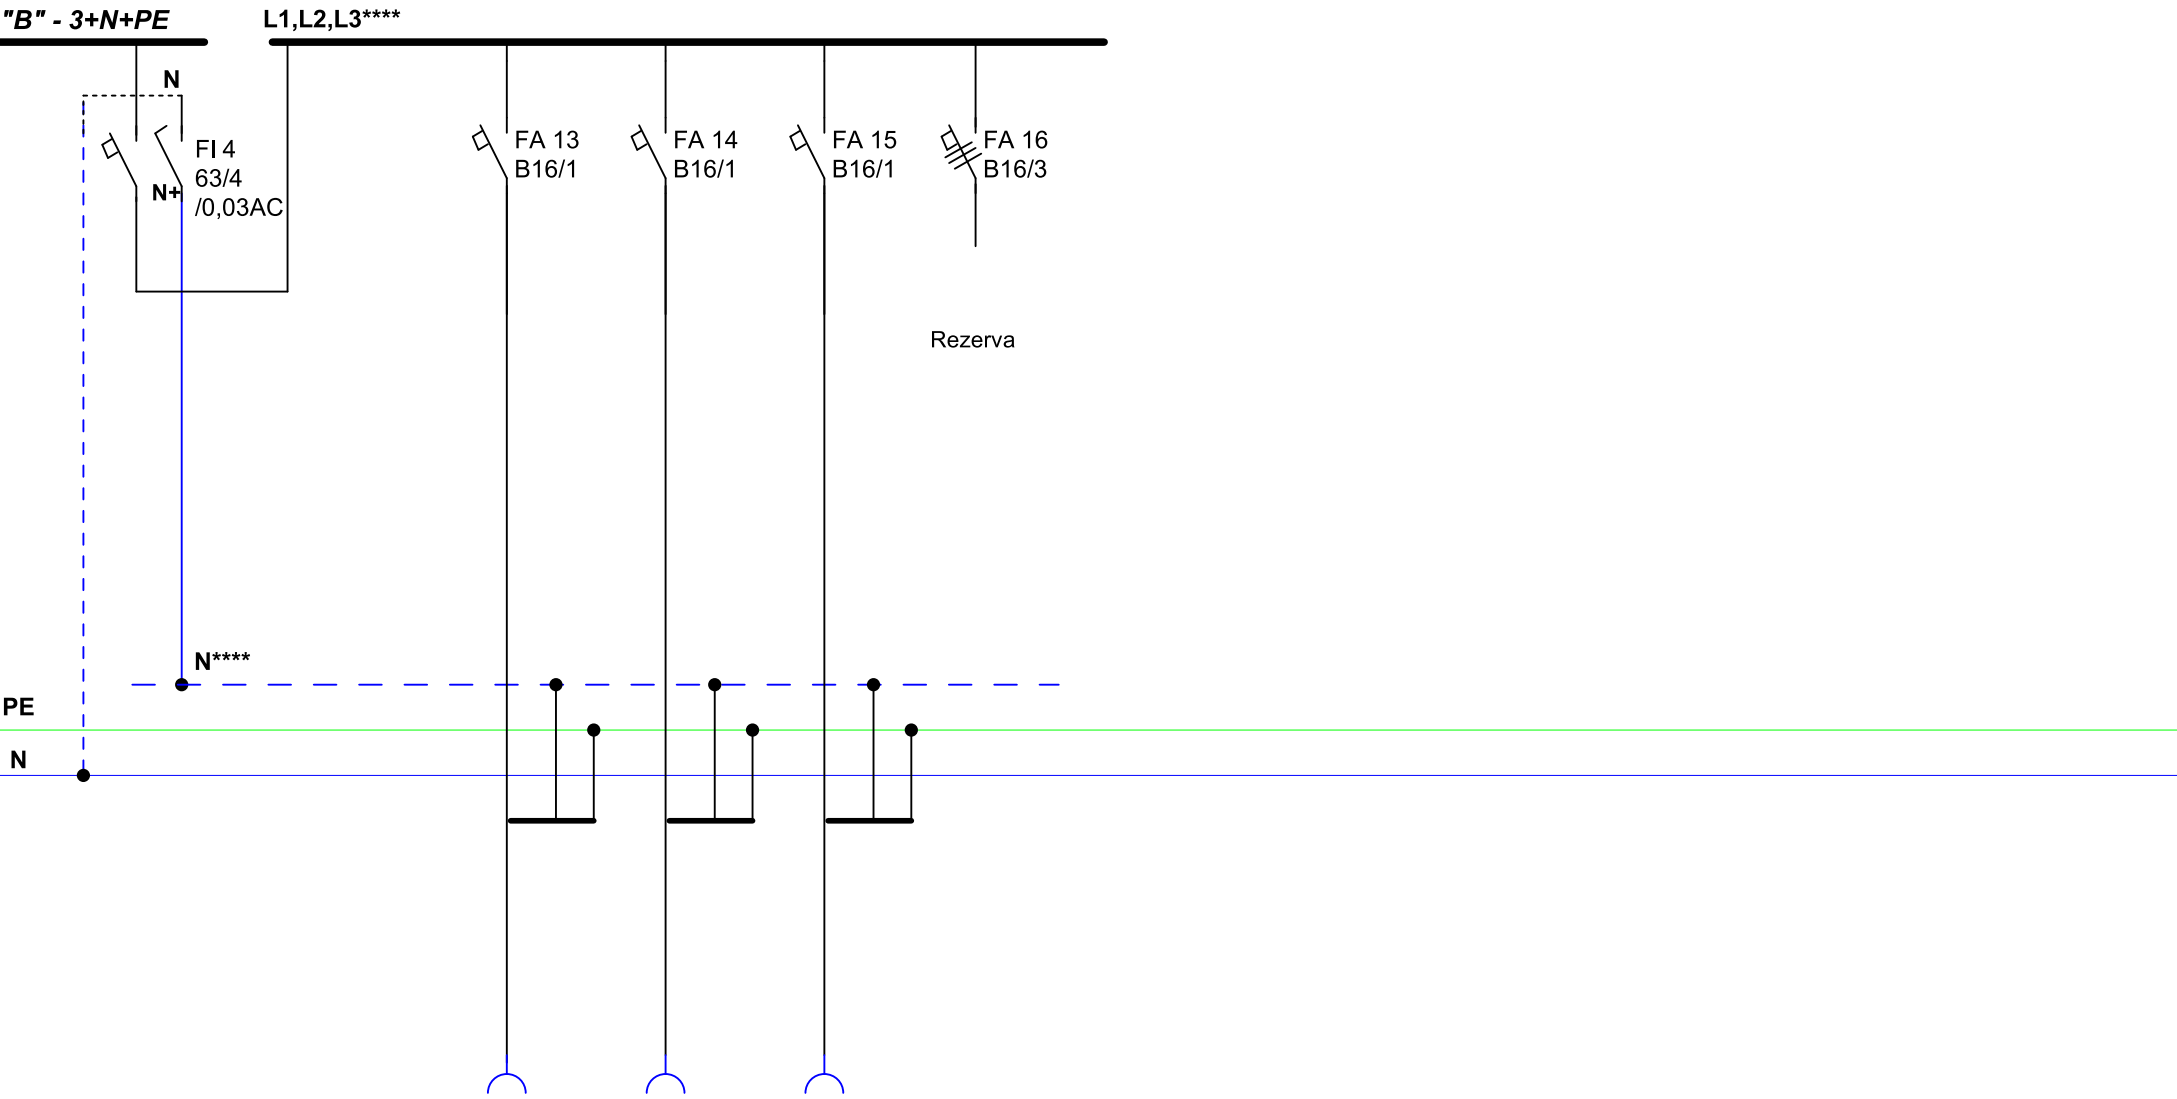 "B" - 3+N+PE
L1,L2,L3****
N
FI 4
63/4
/0,03AC
N+
FA 13
B16/1
FA 14
B16/1
FA 15
B16/1
FA 16
B16/3
Rezerva
N****
PE
N